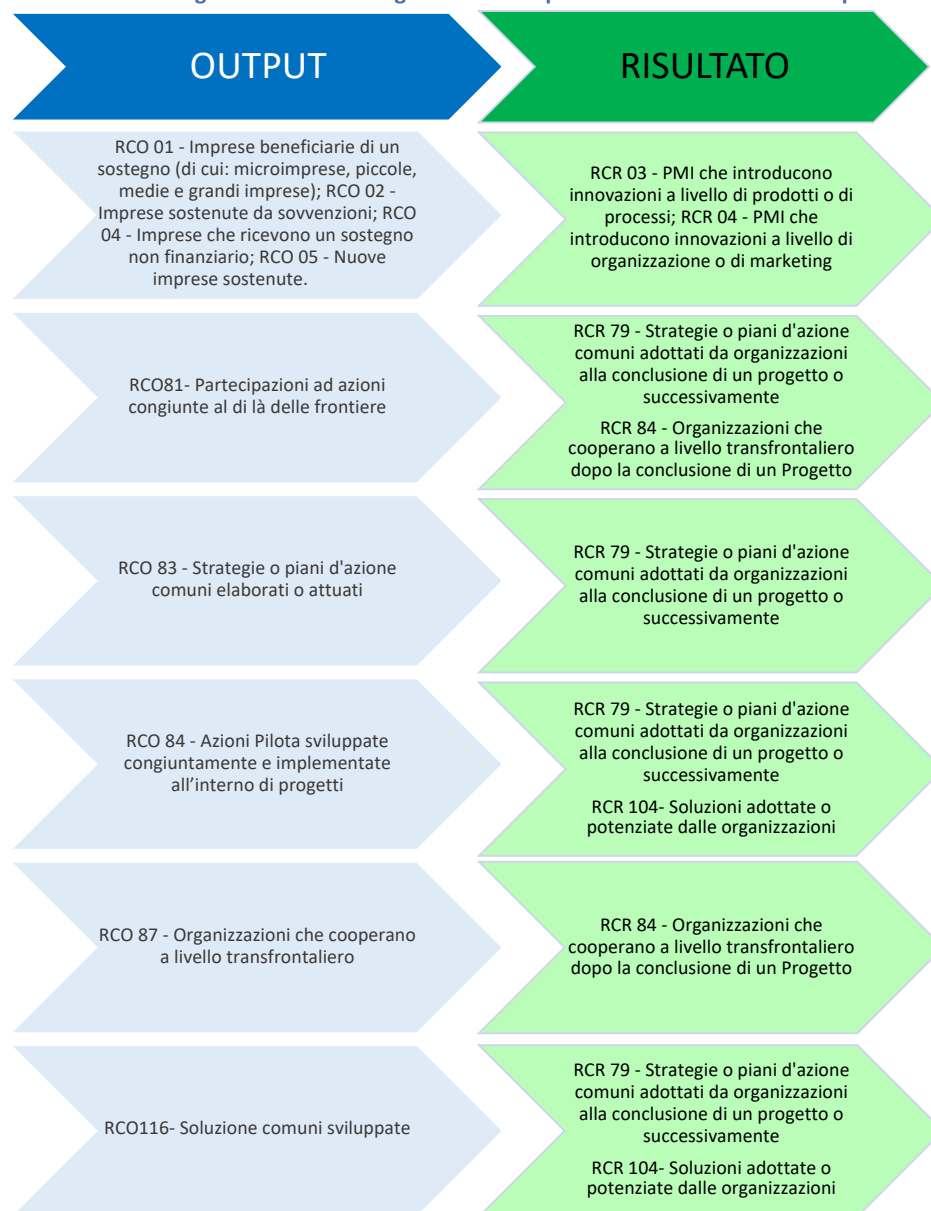 OUTPUT
RISULTATO
RCO 01 - Imprese beneficiarie di un
sostegno (di cui: microimprese, piccole,
medie e grandi imprese); RCO 02 -
Imprese sostenute da sovvenzioni; RCO
04 - Imprese che ricevono un sostegno
non finanziario; RCO 05 - Nuove
imprese sostenute.
RCR 03 - PMI che introducono
innovazioni a livello di prodotti o di
processi; RCR 04 - PMI che
introducono innovazioni a livello di
organizzazione o di marketing
RCO81- Partecipazioni ad azioni
congiunte al di là delle frontiere
RCR 79 - Strategie o piani d'azione
comuni adottati da organizzazioni
alla conclusione di un progetto o
successivamente
RCR 84 - Organizzazioni che
cooperano a livello transfrontaliero
dopo la conclusione di un Progetto
RCO 83 - Strategie o piani d'azione
comuni elaborati o attuati
RCR 79 - Strategie o piani d'azione
comuni adottati da organizzazioni
alla conclusione di un progetto o
successivamente
RCO 84 - Azioni Pilota sviluppate
congiuntamente e implementate
all’interno di progetti
RCR 79 - Strategie o piani d'azione
comuni adottati da organizzazioni
alla conclusione di un progetto o
successivamente
RCR 104- Soluzioni adottate o
potenziate dalle organizzazioni
RCO 87 - Organizzazioni che cooperano
a livello transfrontaliero
RCR 84 - Organizzazioni che
cooperano a livello transfrontaliero
dopo la conclusione di un Progetto
RCO116- Soluzione comuni sviluppate
RCR 79 - Strategie o piani d'azione
comuni adottati da organizzazioni
alla conclusione di un progetto o
successivamente
RCR 104- Soluzioni adottate o
potenziate dalle organizzazioni